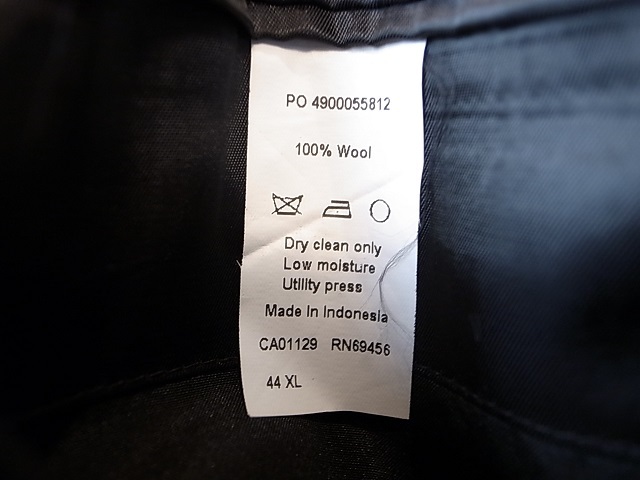 PO 4900055812
100% Wool
Dry clean only
Low moisture
Utility press
Made in Indonesia
CA01129 RN69456
44 XL